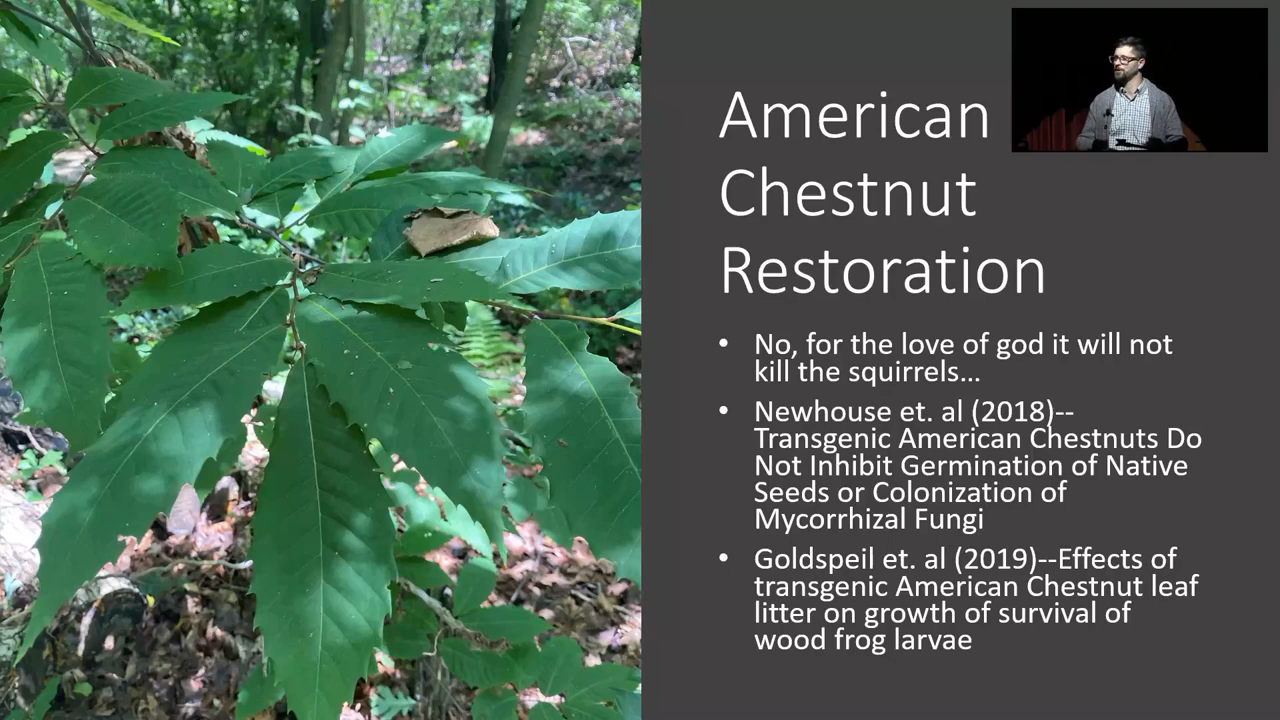 American
Chestnut
Restoration
• No, for the love of god it will not
kill the squirrels...
• Newhouse et. al (2018)--
Transgenic American Chestnuts Do
Not Inhibit Germination of Native
Seeds or Colonization of
Mycorrhizal Fungi
• Goldspeil et. al (2019)--Effects of
transgenic American Chestnut leaf
litter on growth of survival of
wood frog larvae